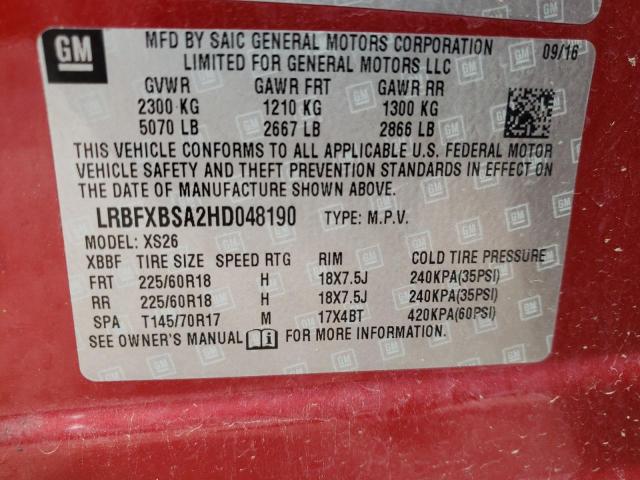 GM
MFD BY SAIC GENERAL MOTORS CORPORATION 09/16
LIMITED FOR GENERAL MOTORS LLC
GVWR GAWR FRT GAWR RR
2300 KG 1210 KG 1300 KG
5070 LB 2667 LB 2866 LB
THIS VEHICLE CONFORMS TO ALL APPLICABLE U.S. FEDERAL MOTOR
VEHICLE SAFETY AND THEFT PREVENTION STANDARDS IN EFFECT ON
THE DATE OF MANUFACTURE SHOWN ABOVE.
LRBFXBSA2HD048190 TYPE: M.P.V.
MODEL: XS26
XBBF TIRE SIZE SPEED RTG RIM COLD TIRE PRESSURE
FRT 225/60R18 H 18X7.5J 240KPA(35PSI)
RR 225/60R18 H 18X7.5J 240KPA(35PSI)
SPA T145/70R17 M 17X4BT 420KPA(60PSI)
SEE OWNER'S MANUAL FOR MORE INFORMATION.